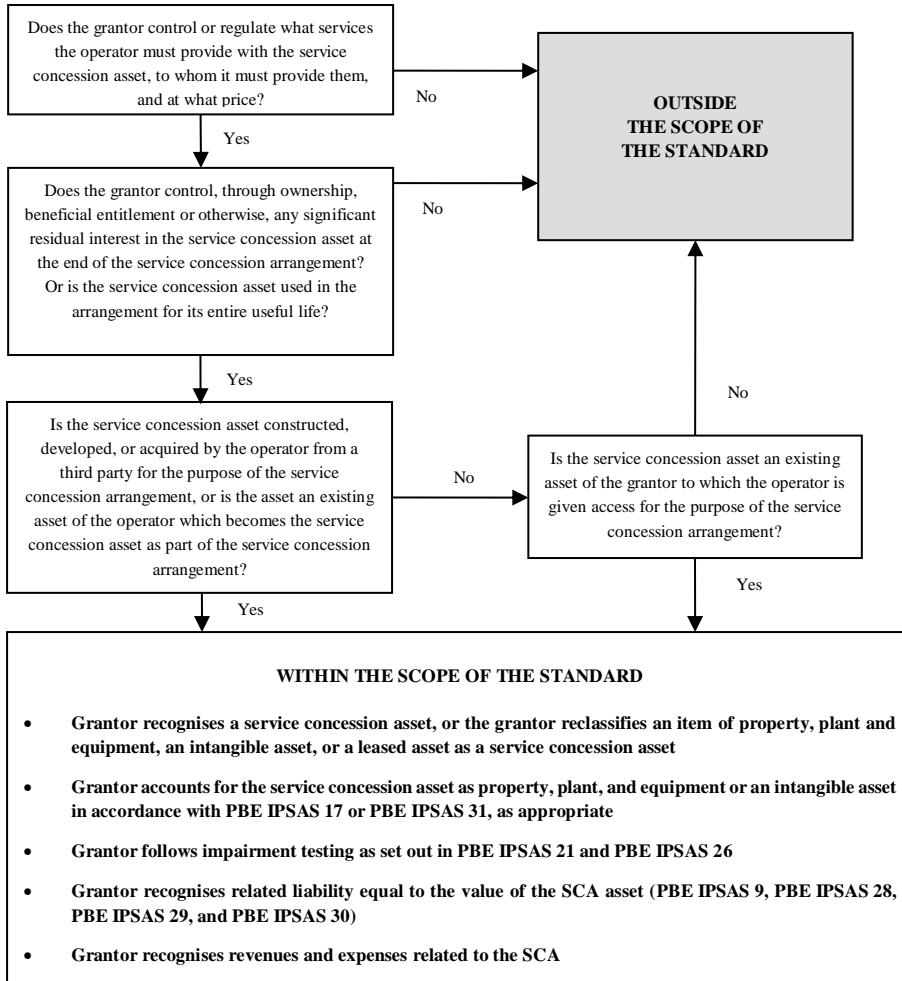 Does the grantor control or regulate what services
the operator must provide with the service
concession asset, to whom it must provide them,
and at what price?
No
OUTSIDE
THE SCOPE OF
THE STANDARD
Yes
Does the grantor control, through ownership,
beneficial entitlement or otherwise, any significant
residual interest in the service concession asset at
the end of the service concession arrangement?
Or is the service concession asset used in the
arrangement for its entire useful life?
No
Yes
No
Is the service concession asset constructed,
developed, or acquired by the operator from a
third party for the purpose of the service
concession arrangement, or is the asset an existing
asset of the operator which becomes the service
concession asset as part of the service concession
arrangement?
No
Is the service concession asset an existing
asset of the grantor to which the operator is
given access for the purpose of the service
concession arrangement?
Yes
Yes
WITHIN THE SCOPE OF THE STANDARD
• Grantor recognises a service concession asset, or the grantor reclassifies an item of property, plant and
equipment, an intangible asset, or a leased asset as a service concession asset
• Grantor accounts for the service concession asset as property, plant, and equipment or an intangible asset
in accordance with PBE IPSAS 17 or PBE IPSAS 31, as appropriate
• Grantor follows impairment testing as set out in PBE IPSAS 21 and PBE IPSAS 26
• Grantor recognises related liability equal to the value of the SCA asset (PBE IPSAS 9, PBE IPSAS 28,
PBE IPSAS 29, and PBE IPSAS 30)
• Grantor recognises revenues and expenses related to the SCA